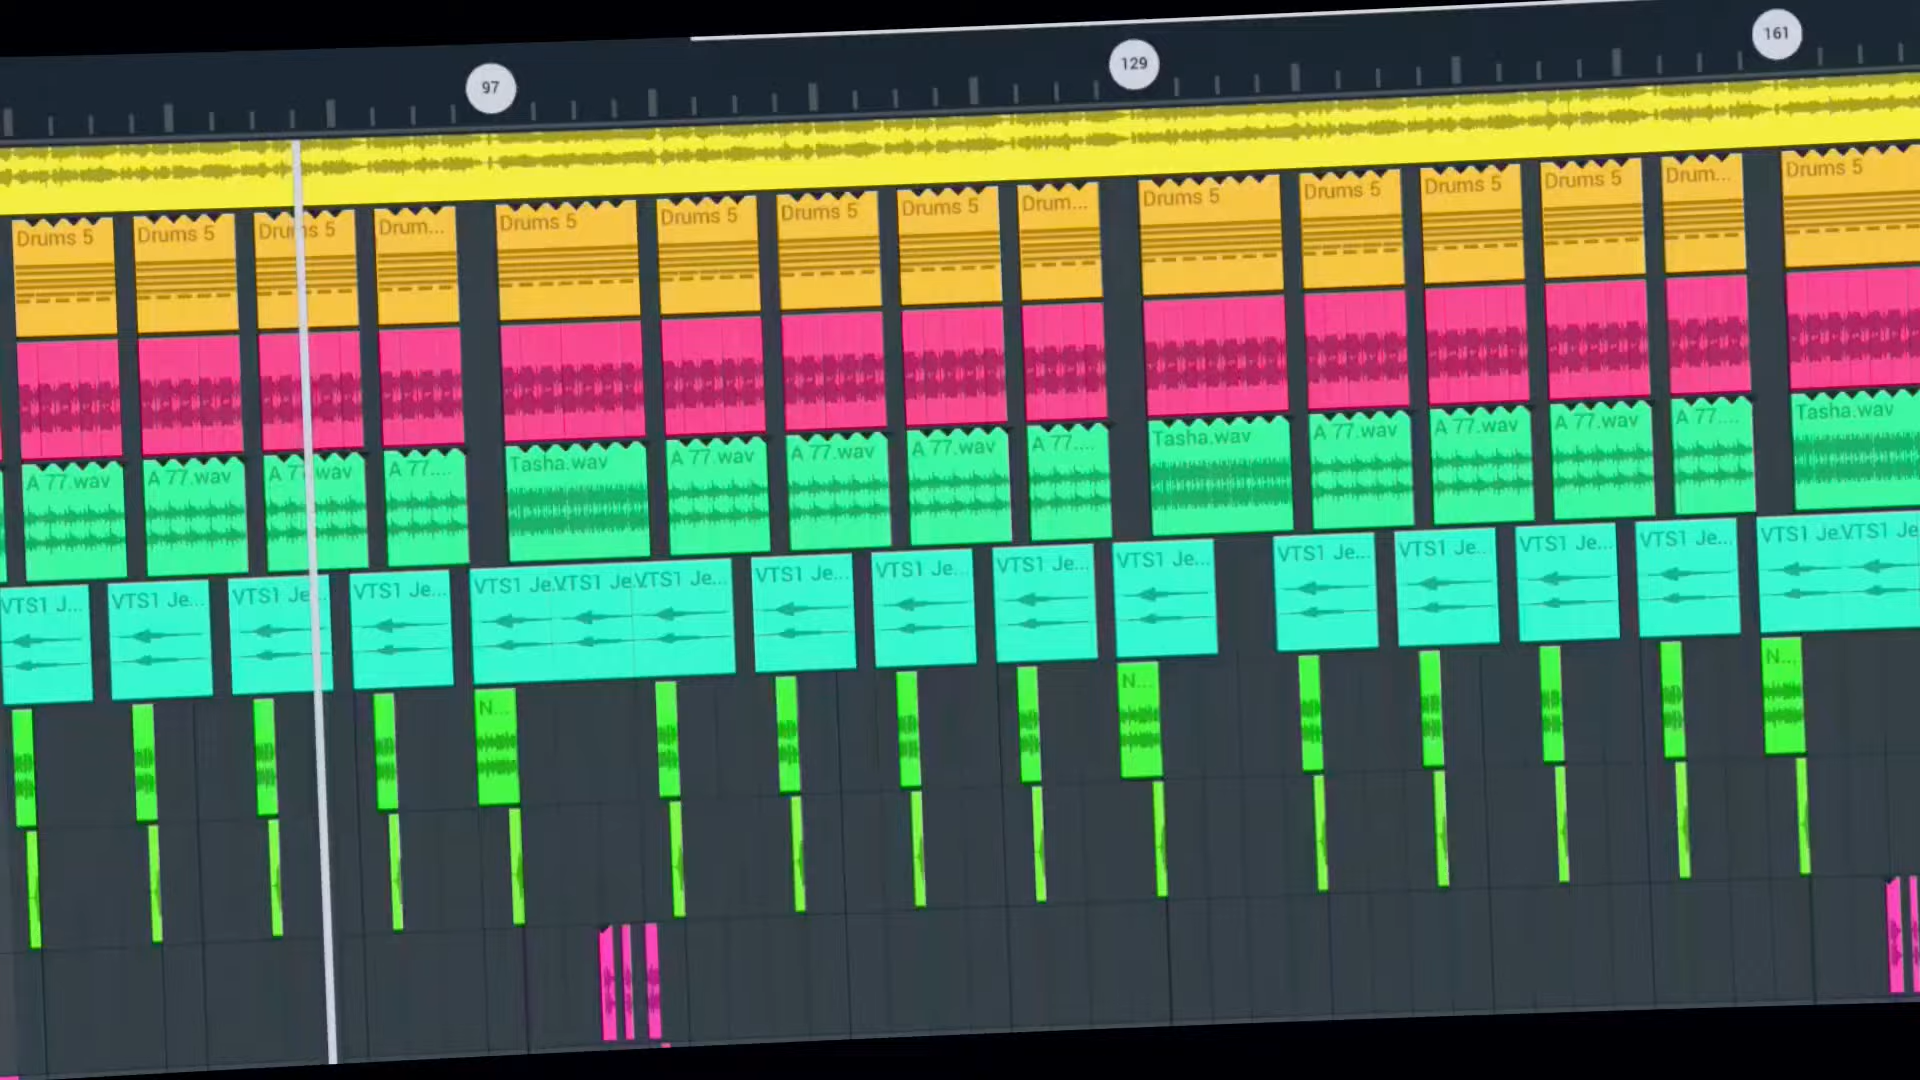 97 129 161
Drums 5 Drums 5 Drums 5 Drum... Drums 5 Drums 5 Drums 5 Drums 5 Drum... Drums 5 Drums 5 Drums 5 Drums 5 Drum... Drums 5
A 77.wav A 77.wav A 77.wav A 77.... Tasha.wav A 77.wav A 77.wav A 77.wav A 77.... Tasha.wav A 77.wav A 77.wav A 77.wav A 77.... Tasha.wav
VTS1 J... VTS1 Je... VTS1 Je... VTS1 Je... VTS1 Je. VTS1 Je. VTS1 Je... VTS1 Je... VTS1 Je... VTS1 Je... VTS1 Je... VTS1 Je... VTS1 Je... VTS1 Je... VTS1 Je... VTS1 Je. VTS1 Je
N... N... N...